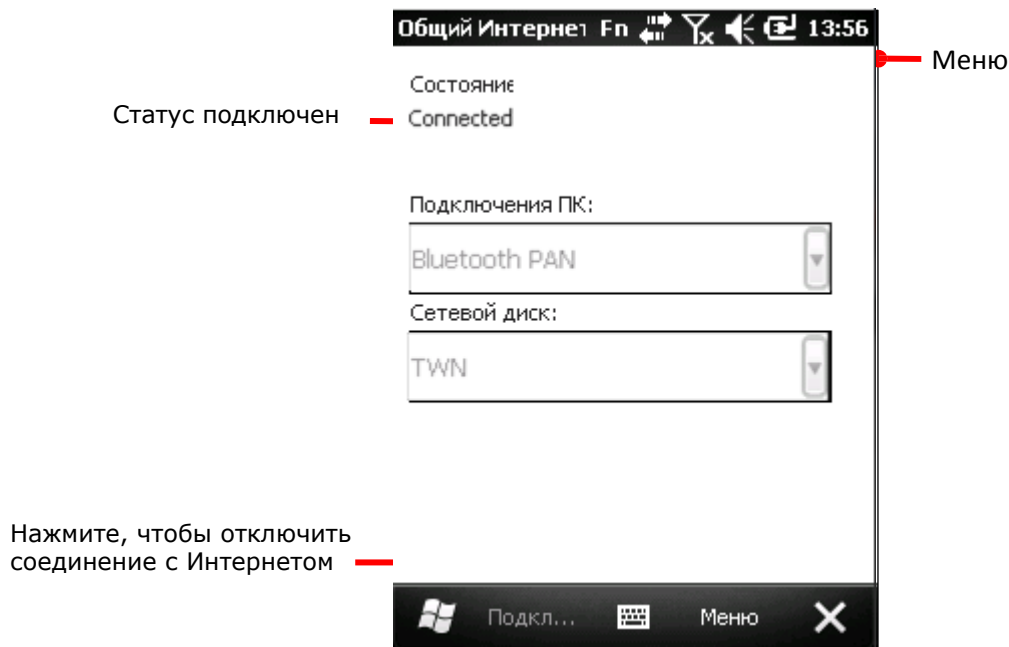 Общий Интернет Fn 13:56
Меню
Состояние
Статус подключен
Connected
Подключения ПК:
Bluetooth PAN
Сетевой диск:
TWN
Нажмите, чтобы отключить
соединение с Интернетом
Подкл... Меню